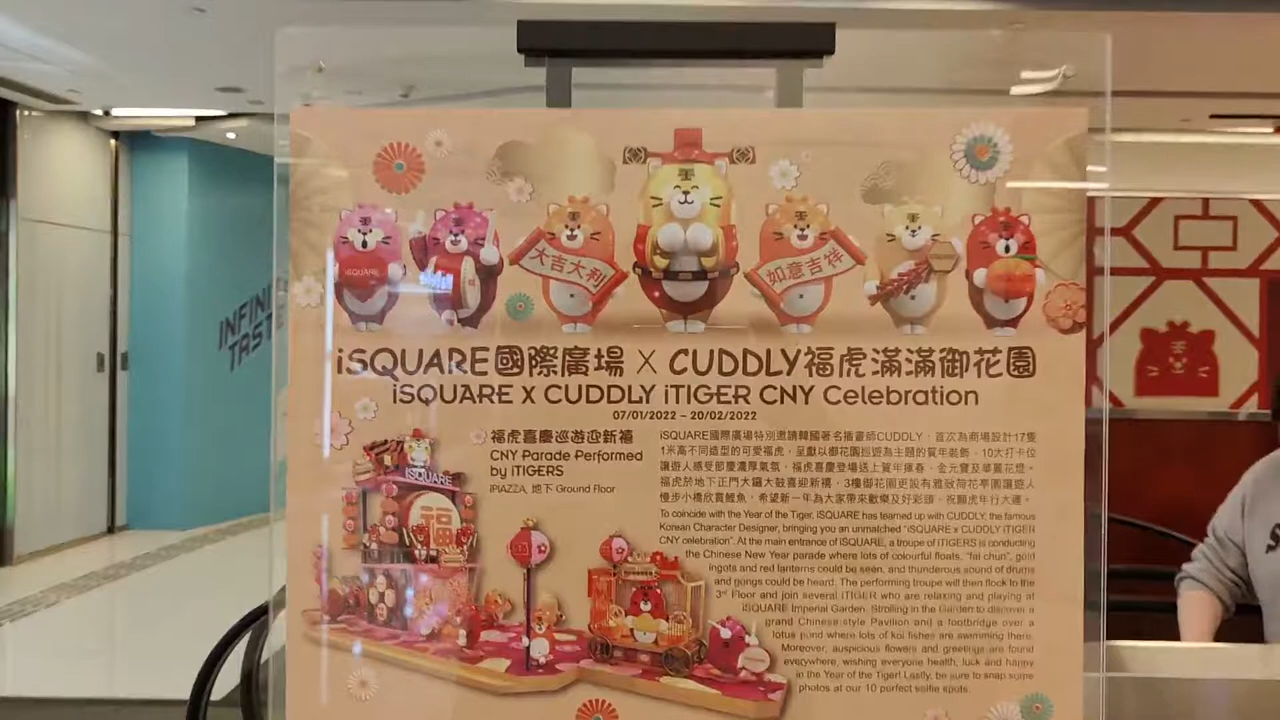 INFINI
TASTE
iSQUARE
大吉大利
如意吉祥
iSQUARE國際廣場 X CUDDLY福虎滿滿御花園
iSQUARE X CUDDLY iTIGER CNY Celebration
07/01/2022 – 20/02/2022
福虎喜慶巡遊迎新禧
CNY Parade Performed
by iTIGERS
iPIAZZA, 地下 Ground Floor
iSQUARE
福
iSQUARE國際廣場特別邀請韓國著名插畫師CUDDLY，首次為商場設計17隻
1米高不同造型的可愛福虎，呈獻以御花園巡遊為主題的賀年裝飾。10大打卡位
讓遊人感受節慶濃厚氣氛，福虎喜慶登場送上賀年揮春、金元寶及華麗花燈。
福虎於地下正門大鑼大鼓喜迎新禧，3樓御花園更設有雅致荷花亭園讓遊人
慢步小橋欣賞鯉魚，希望新一年為大家帶來歡樂及好彩頭，祝願虎年行大運。
To coincide with the Year of the Tiger, iSQUARE has teamed up with CUDDLY, the famous
Korean Character Designer, bringing you an unmatched "iSQUARE x CUDDLY iTIGER
CNY celebration". At the main entrance of iSQUARE, a troupe of iTIGERS is conducting
the Chinese New Year parade where lots of colourful floats, "fai chun", gold
ingots and red lanterns could be seen, and thunderous sound of drums
and gongs could be heard. The performing troupe will then flock to the
3rd Floor and join several iTIGER who are relaxing and playing at
iSQUARE Imperial Garden. Strolling in the Garden to discover a
grand Chinese style Pavilion and a footbridge over a
lotus pond where lots of koi fishes are swimming there.
Moreover, auspicious flowers and greetings are found
everywhere, wishing everyone health, luck and happy
in the Year of the Tiger! Lastly, be sure to snap some
photos at our 10 perfect selfie spots.